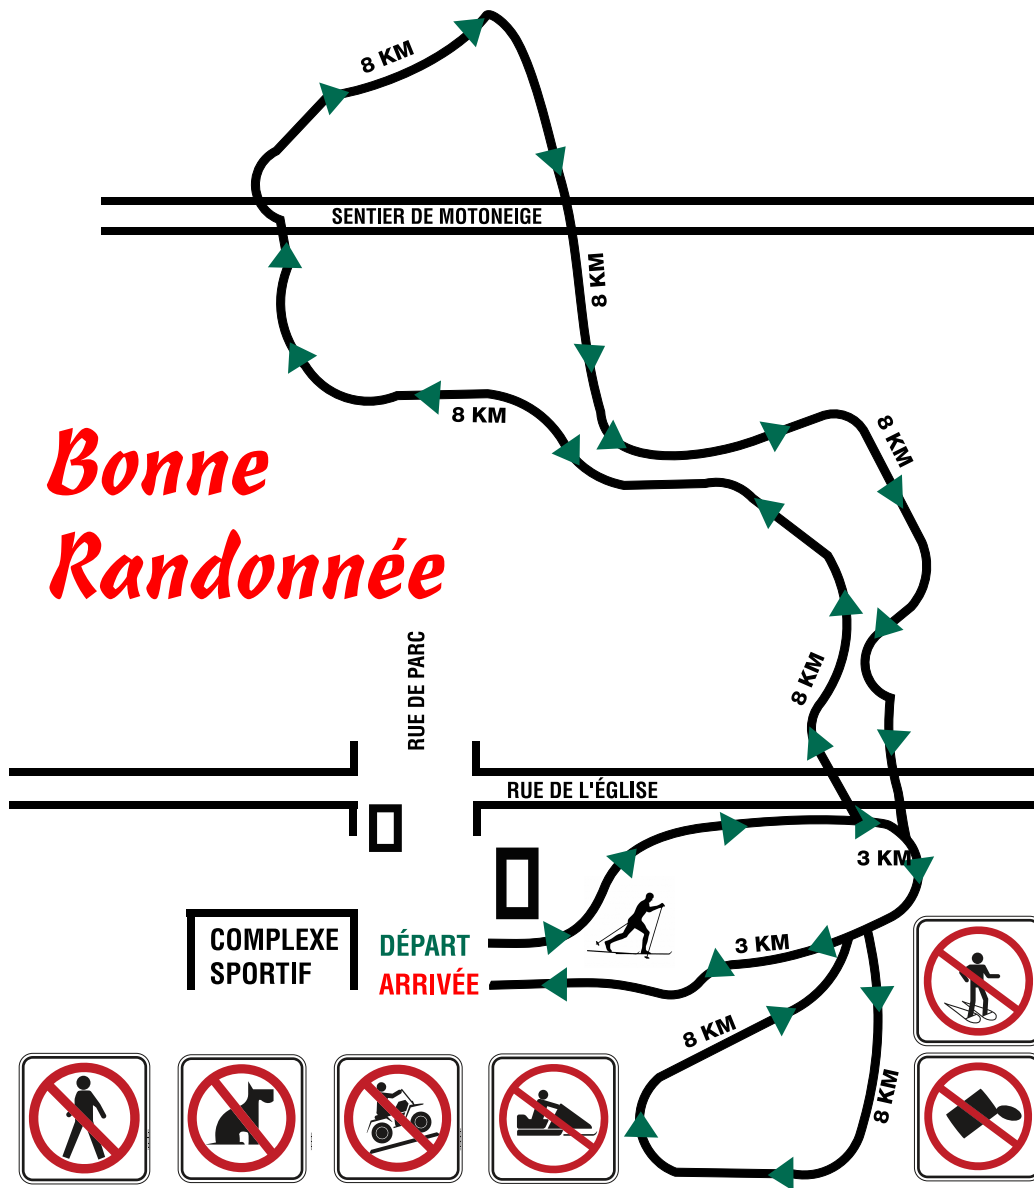 8 KM
SENTIER DE MOTONEIGE
8 KM
8 KM
8 KM
Bonne
Randonnée
8 KM
RUE DE PARC
RUE DE L'ÉGLISE
3 KM
COMPLEXE
SPORTIF
DÉPART
ARRIVÉE
3 KM
8 KM
8 KM